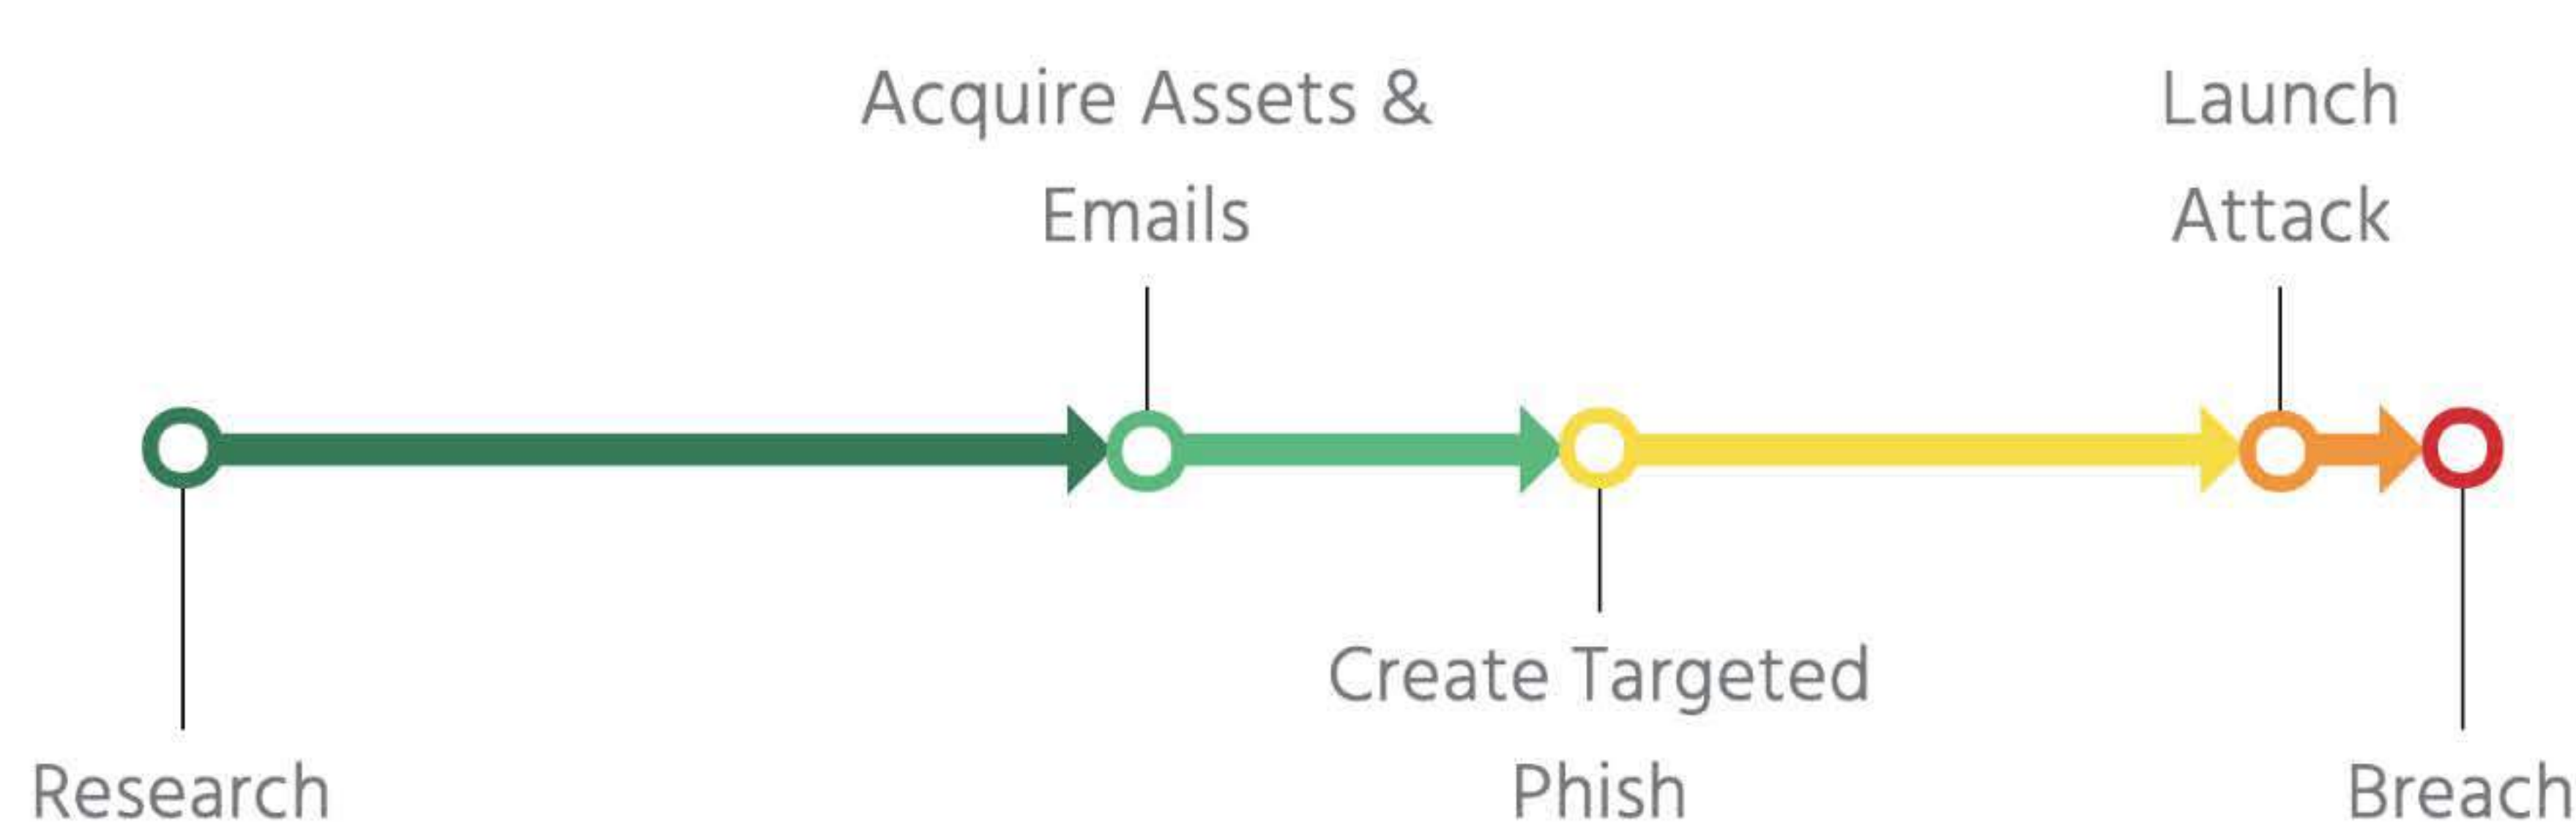 Acquire Assets &
Emails
Launch
Attack
Create Targeted
Phish
Research
Breach